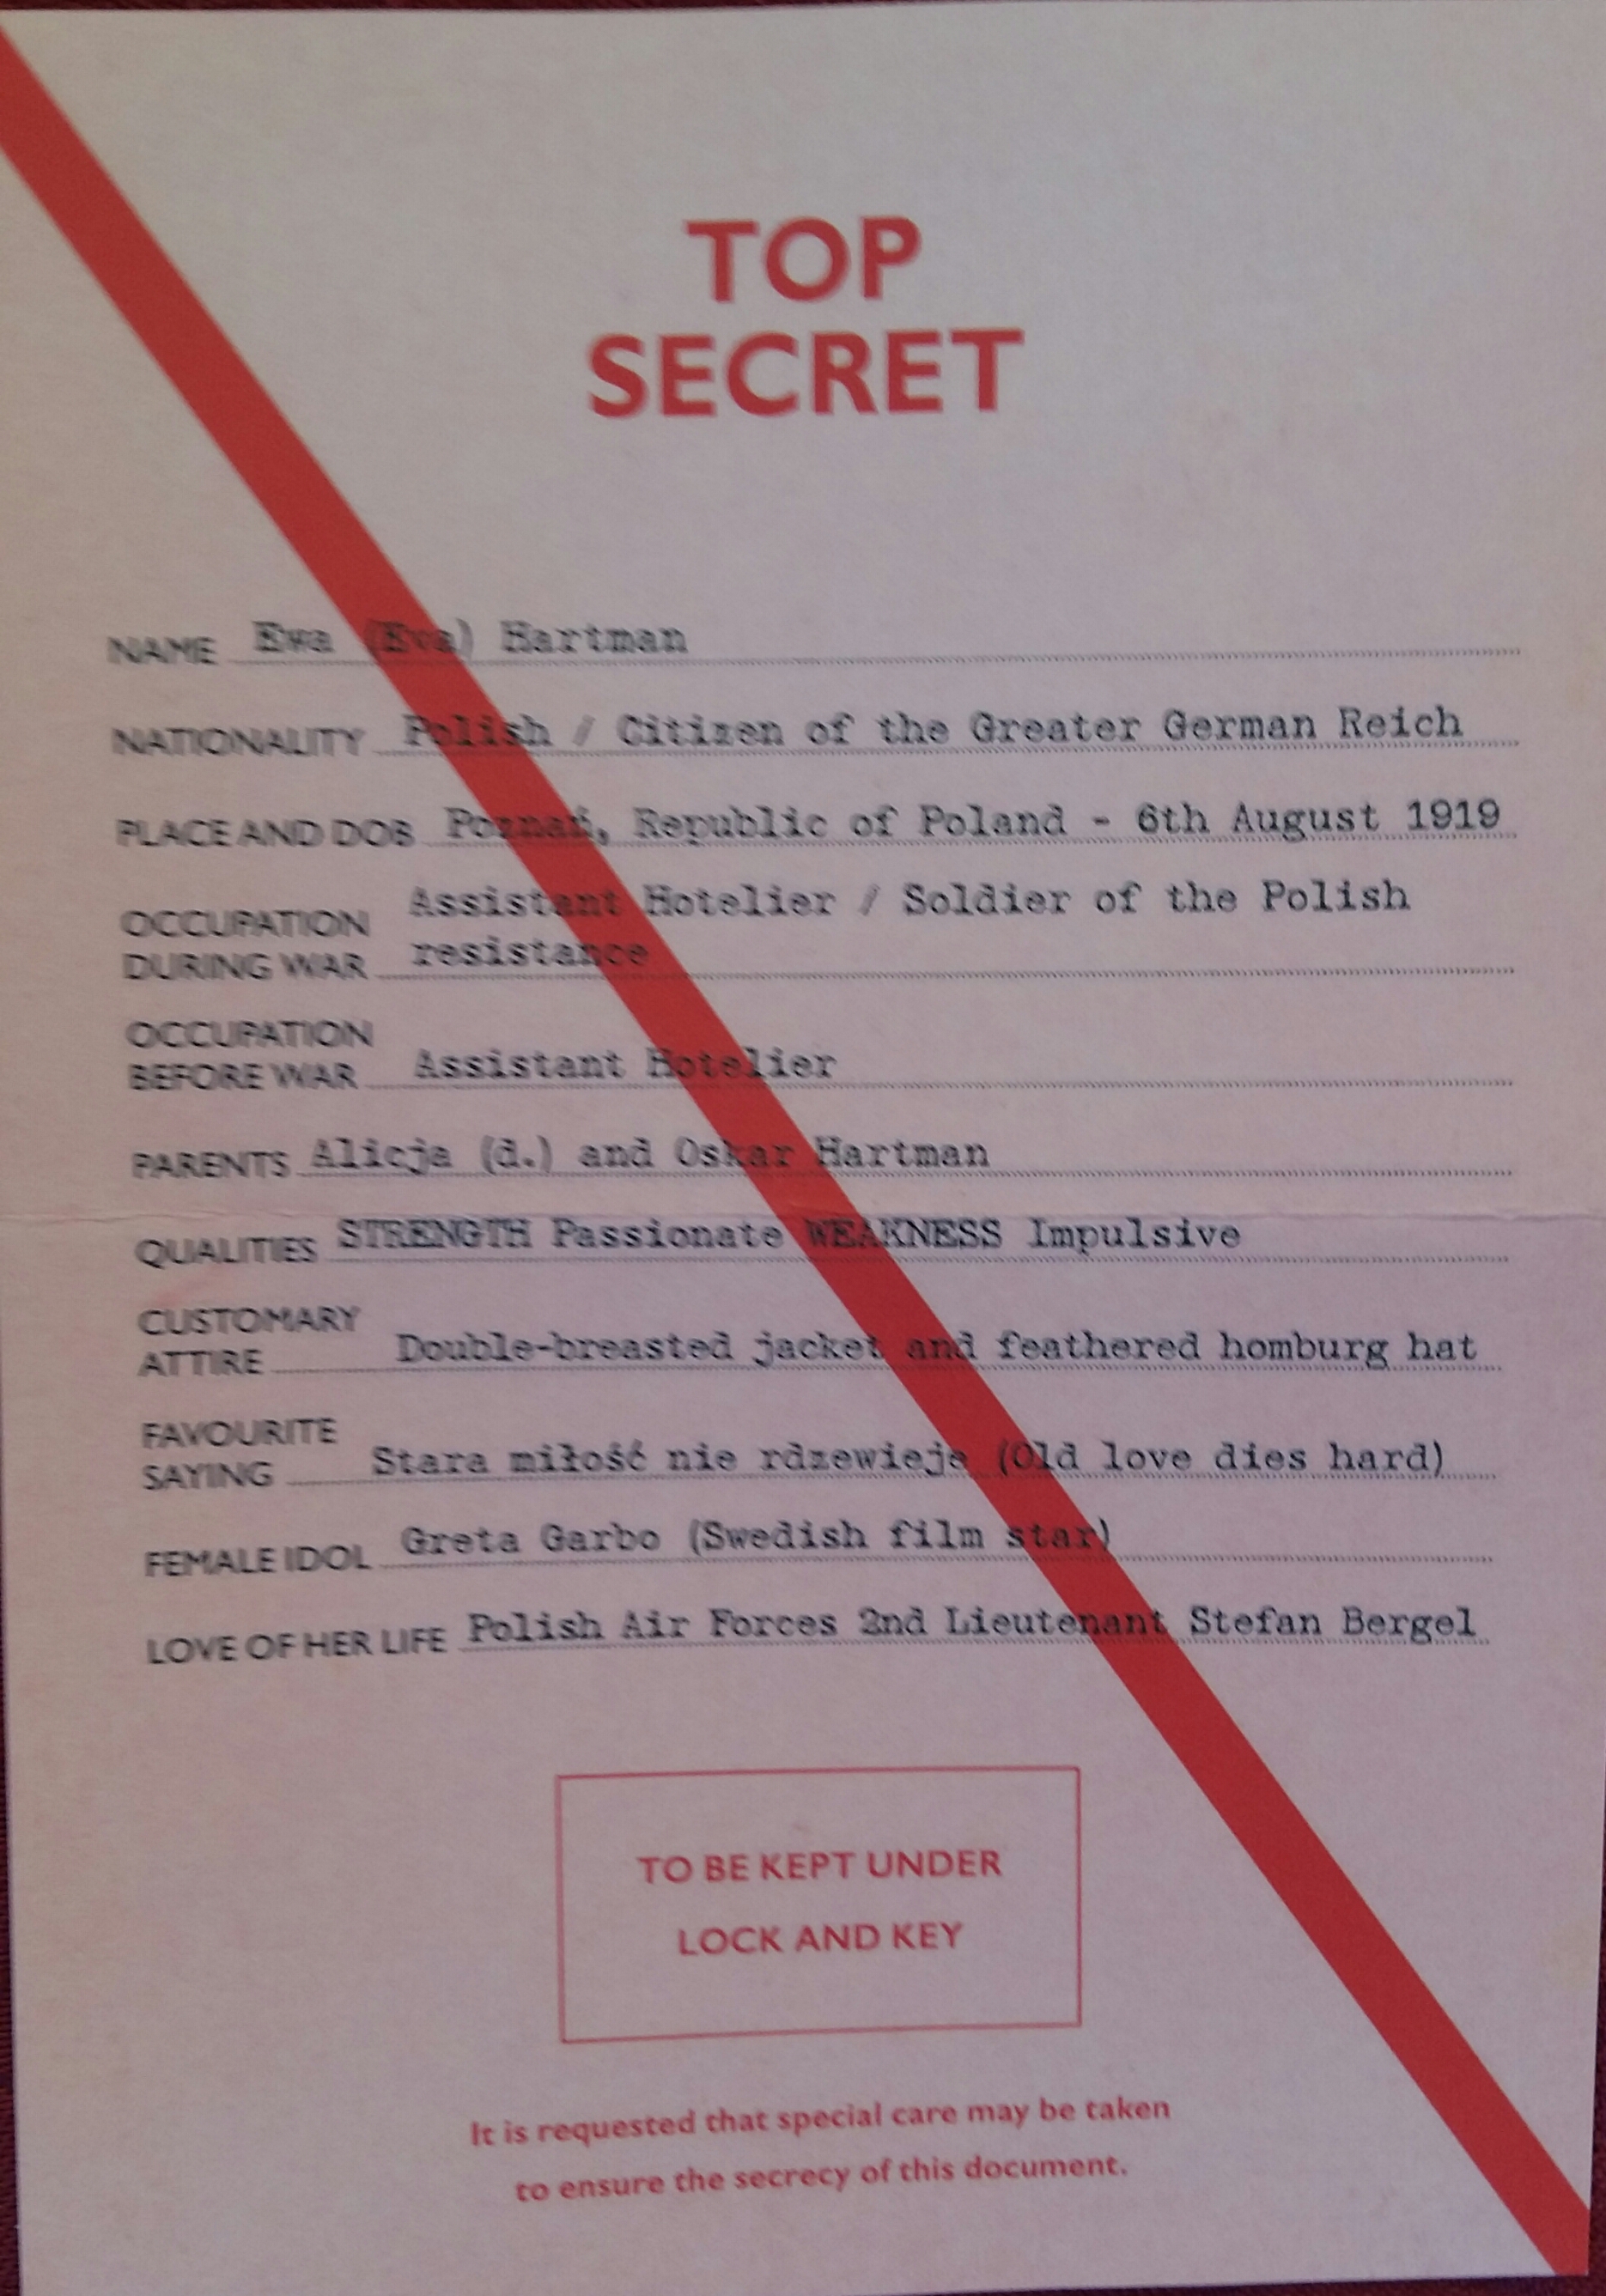 TOP
SECRET
NAME Ewa (Eva) Hartman
NATIONALITY Polish / Citizen of the Greater German Reich
PLACE AND DOB Poznań, Republic of Poland - 6th August 1919
OCCUPATION DURING WAR Assistant Hotelier / Soldier of the Polish
resistance
OCCUPATION
BEFORE WAR Assistant Hotelier
PARENTS Alicja (d.) and Oskar Hartman
QUALITIES STRENGTH Passionate WEAKNESS Impulsive
CUSTOMARY
ATTIRE Double-breasted jacket and feathered homburg hat
FAVOURITE
SAYING Stara miłość nie rdzewieje (Old love dies hard)
FEMALE IDOL Greta Garbo (Swedish film star)
LOVE OF HER LIFE Polish Air Forces 2nd Lieutenant Stefan Bergel
TO BE KEPT UNDER
LOCK AND KEY
It is requested that special care may be taken
to ensure the secrecy of this document.